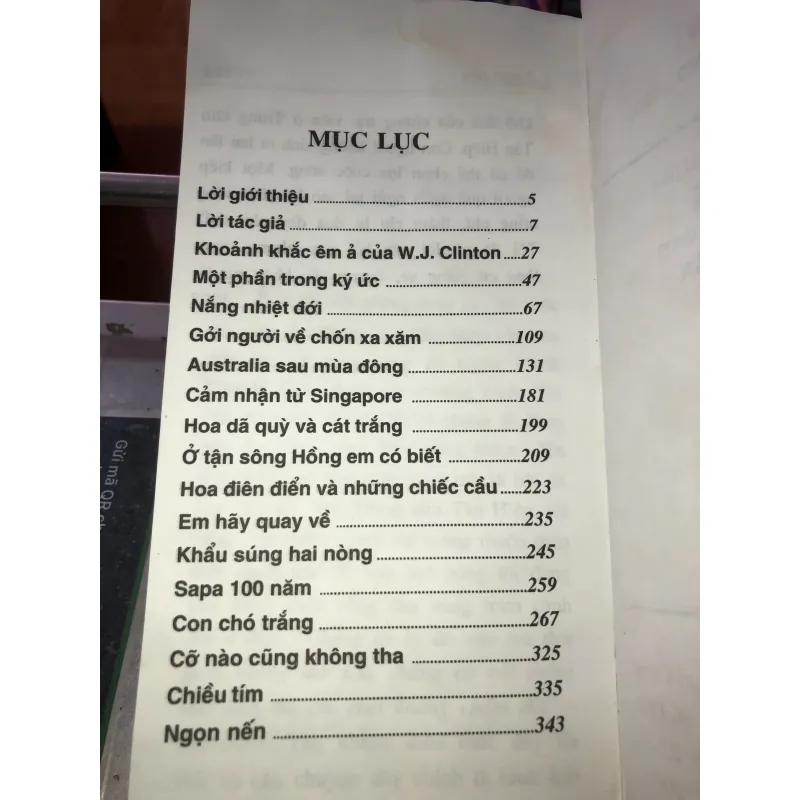 MỤC LỤC
Lời giới thiệu ........ 5
Lời tác giả ........ 7
Khoảnh khắc êm ả của W.J. Clinton ..... 27
Một phần trong ký ức ........ 47
Nắng nhiệt đới ........ 67
Gởi người về chốn xa xăm ........ 109
Australia sau mùa đông ........ 131
Cảm nhận từ Singapore ........ 181
Hoa dã quỳ và cát trắng ........ 199
Ở tận sông Hồng em có biết ........ 209
Hoa điên điển và những chiếc cầu ...... 223
Em hãy quay về ........ 235
Khẩu súng hai nòng ........ 245
Sapa 100 năm ........ 259
Con chó trắng ........ 267
Cỡ nào cũng không tha ........ 325
Chiều tím ........ 335
Ngọn nến ........ 343
Gửi mã QR